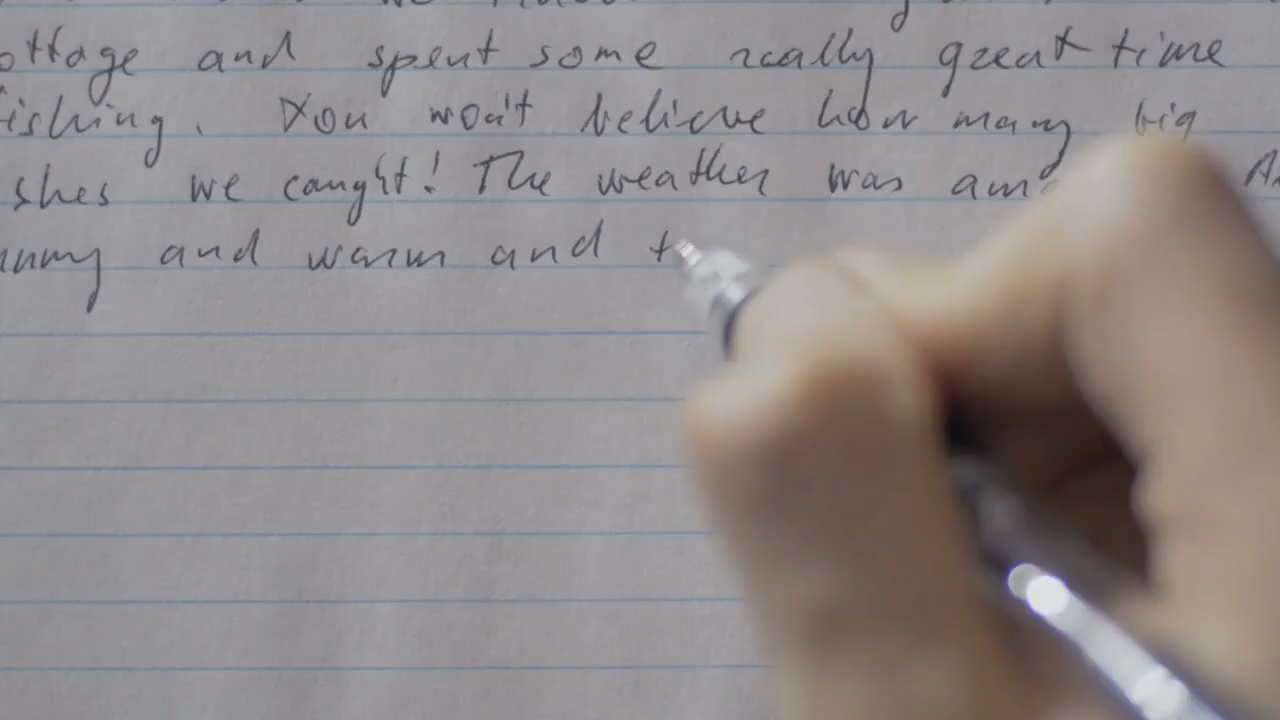 ottage and spent some really great time
ishing. You won't believe how many big
shes we caught! The weather was ama
unny and warm and t